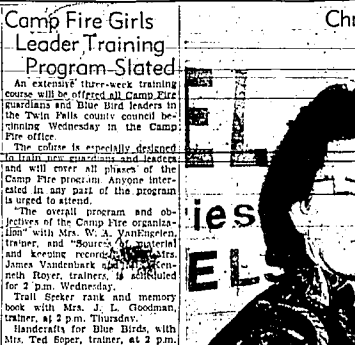 Camp Fire Girls
Leader Training
Program Slated
An extensive three-week training
course will be offered all Camp Fire
guardians and Blue Bird leaders in
the Twin Falls county council be-
ginning Wednesday in the Camp
Fire office.
The course is especially designed
to train new guardians and leaders
and will cover all phases of the
Camp Fire program. Anyone inter-
ested in any part of the program
is urged to attend.
"The overall program and ob-
jectives of the Camp Fire organiza-
tion" with Mrs. W. A. VanEngelen,
trainer, and "Sources of material
and keeping records," Mrs.
James Vandenbark and Ken-
neth Royer, trainers, is scheduled
for 2 p.m. Wednesday.
Trail Seeker rank and memory
book with Mrs. J. L. Goodman,
trainer, at 2 p.m. Thursday.
Handcrafts for Blue Birds, with
Mrs. Ted Soper, trainer, at 2 p.m.
Chr
ies
ELS